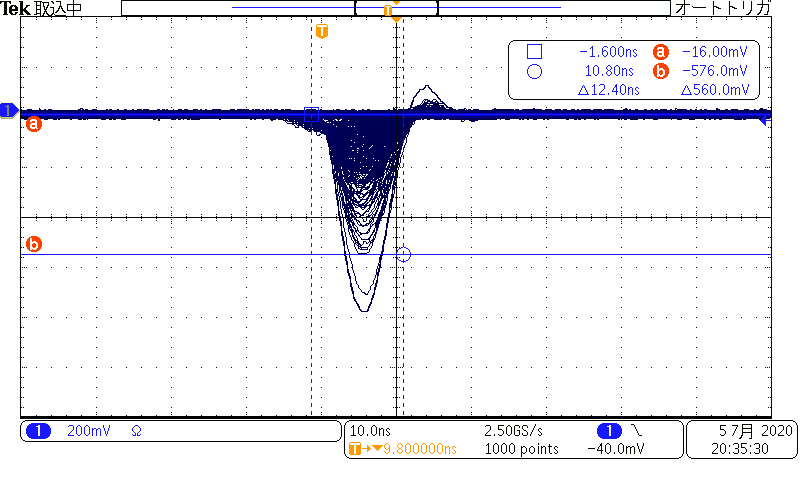 Tek 取込中 T オートトリガ
T
-1.600ns a -16.00mV
10.80ns b -576.0mV
△12.40ns △560.0mV
1
a
b
1 200mV Ω 10.0ns 2.50GS/s 1 -40.0mV 5 7月 2020
T→▼9.800000ns 1000 points 20:35:30